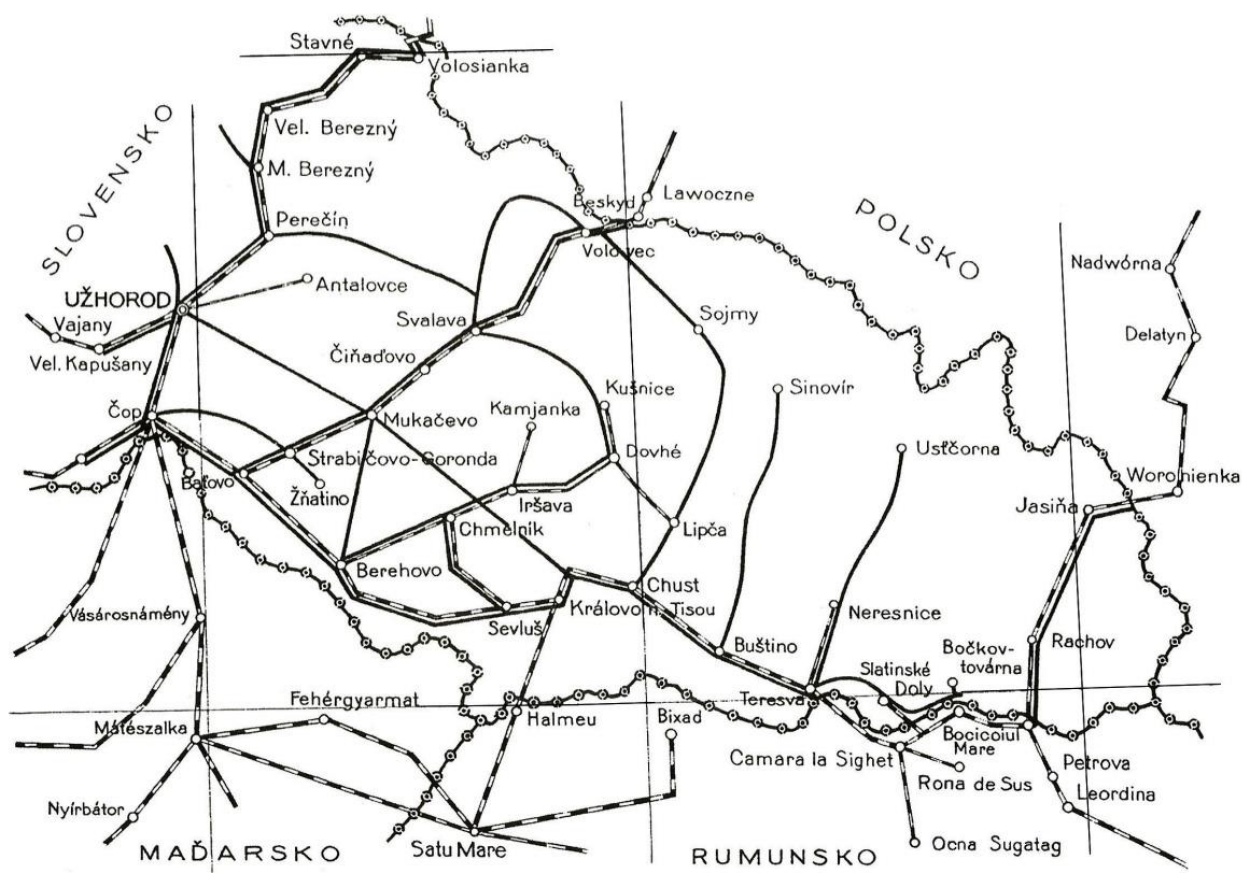 Stavné
Volosianka
SLOVENSKO
Vel. Berezný
M. Berezný
Perečín
Beskyd
Lawoczne
Volovec
POLSKO
Nadwórna
Antalovce
UŽHOROD
Vajany
Vel. Kapušany
Svalava
Sojmy
Delatyn
Čiňaďovo
Kušnice
Sinovír
Čop
Mukačevo
Kamjanka
Dovhé
Usťčorna
Strabičovo-Goronda
Baťovo
Žňatino
Iršava
Woronienka
Jasiňa
Chmelník
Lipča
Berehovo
Chust
Vásárosnámény
Sevluš
Královo n. Tisou
Neresnice
Buštino
Bočkov-
továrna
Rachov
Slatinské
Doly
Fehérgyarmat
Teresva
Mátészalka
Halmeu
Bixad
Bocicoiul
Mare
Camara la Sighet
Petrova
Rona de Sus
Leordina
Nyírbátor
Satu Mare
Ocna Sugatag
MAĎARSKO
RUMUNSKO